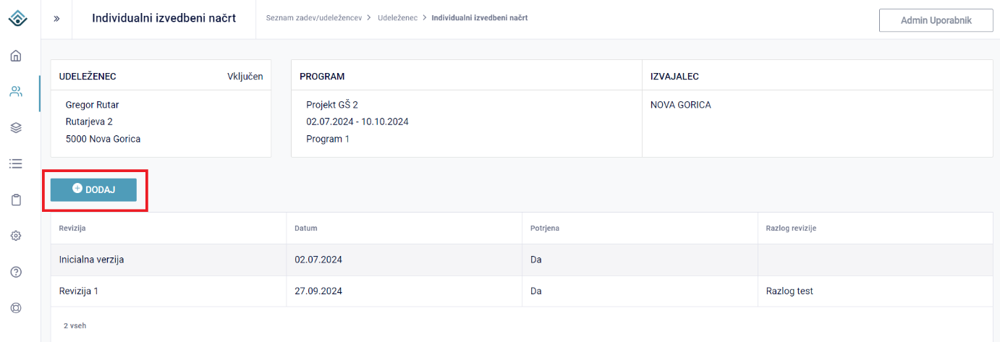 Individualni izvedbeni načrt
Seznam zadev/udeležencev > Udeleženec > Individualni izvedbeni načrt
Admin Uporabnik
UDELEŽENEC Vključen
Gregor Rutar
Rutarjeva 2
5000 Nova Gorica
PROGRAM
Projekt GŠ 2
02.07.2024 - 10.10.2024
Program 1
IZVAJALEC
NOVA GORICA
DODAJ
Revizija Datum Potrjena Razlog revizije
Inicialna verzija 02.07.2024 Da
Revizija 1 27.09.2024 Da Razlog test
2 vseh